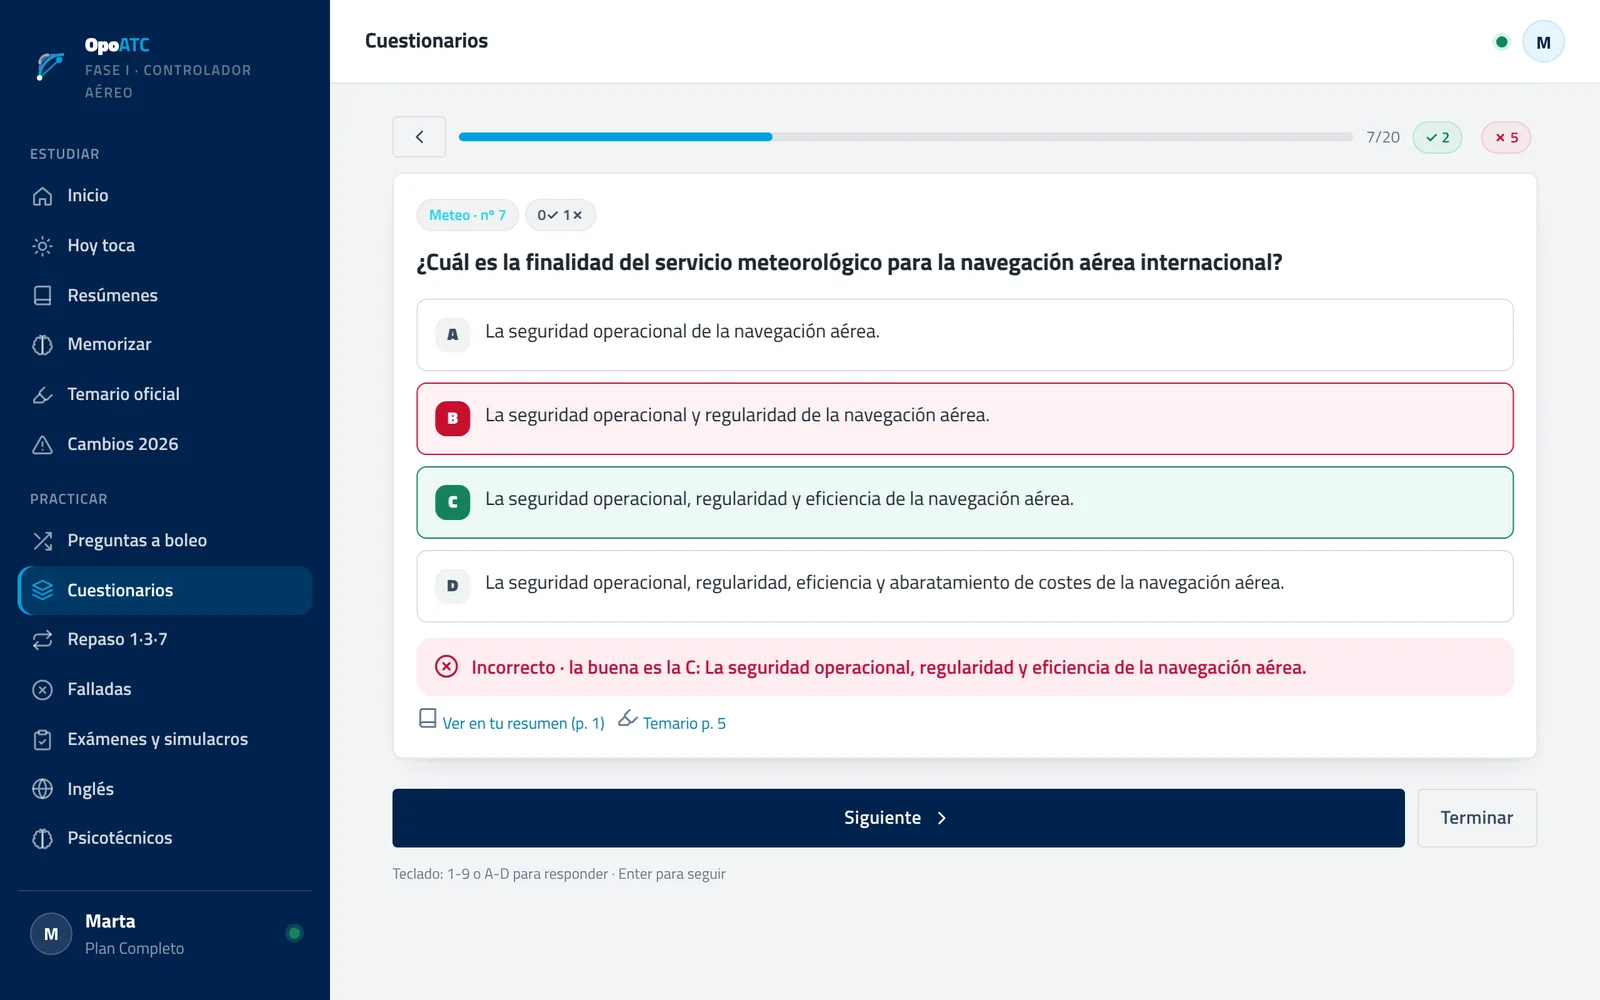 OpoATC
FASE I · CONTROLADOR
AÉREO
ESTUDIAR
Inicio
Hoy toca
Resúmenes
Memorizar
Temario oficial
Cambios 2026
PRACTICAR
Preguntas a boleo
Cuestionarios
Repaso 1·3·7
Falladas
Exámenes y simulacros
Inglés
Psicotécnicos
M
Marta
Plan Completo
Cuestionarios
M
7/20
✓ 2
× 5
Meteo · nº 7
0✓ 1×
¿Cuál es la finalidad del servicio meteorológico para la navegación aérea internacional?
A La seguridad operacional de la navegación aérea.
B La seguridad operacional y regularidad de la navegación aérea.
C La seguridad operacional, regularidad y eficiencia de la navegación aérea.
D La seguridad operacional, regularidad, eficiencia y abaratamiento de costes de la navegación aérea.
Incorrecto · la buena es la C: La seguridad operacional, regularidad y eficiencia de la navegación aérea.
Ver en tu resumen (p. 1) Temario p. 5
Siguiente
Terminar
Teclado: 1-9 o A-D para responder · Enter para seguir